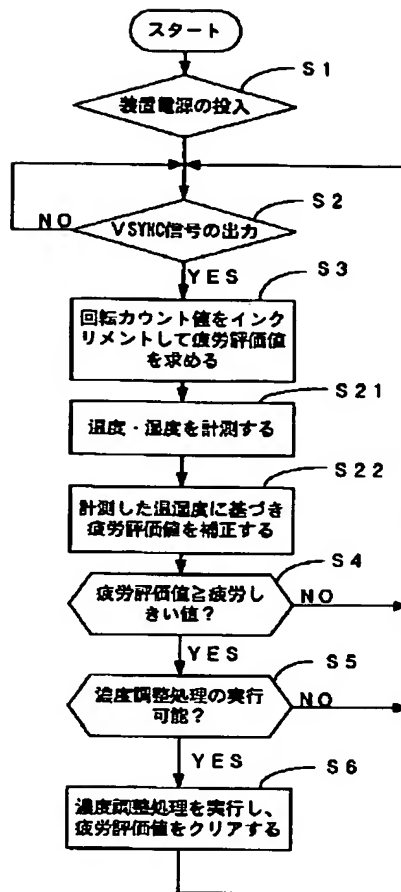 スタート
S1
装置電源の投入
S2
NO
VSYNC信号の出力
YES
S3
回転カウント値をインク
リメントして疲労評価値
を求める
S21
温度・湿度を計測する
S22
計測した温湿度に基づき
疲労評価値を補正する
S4
疲労評価値≧疲労し
きい値?
NO
YES
S5
濃度調整処理の実行
可能?
NO
YES
S6
濃度調整処理を実行し、
疲労評価値をクリアする